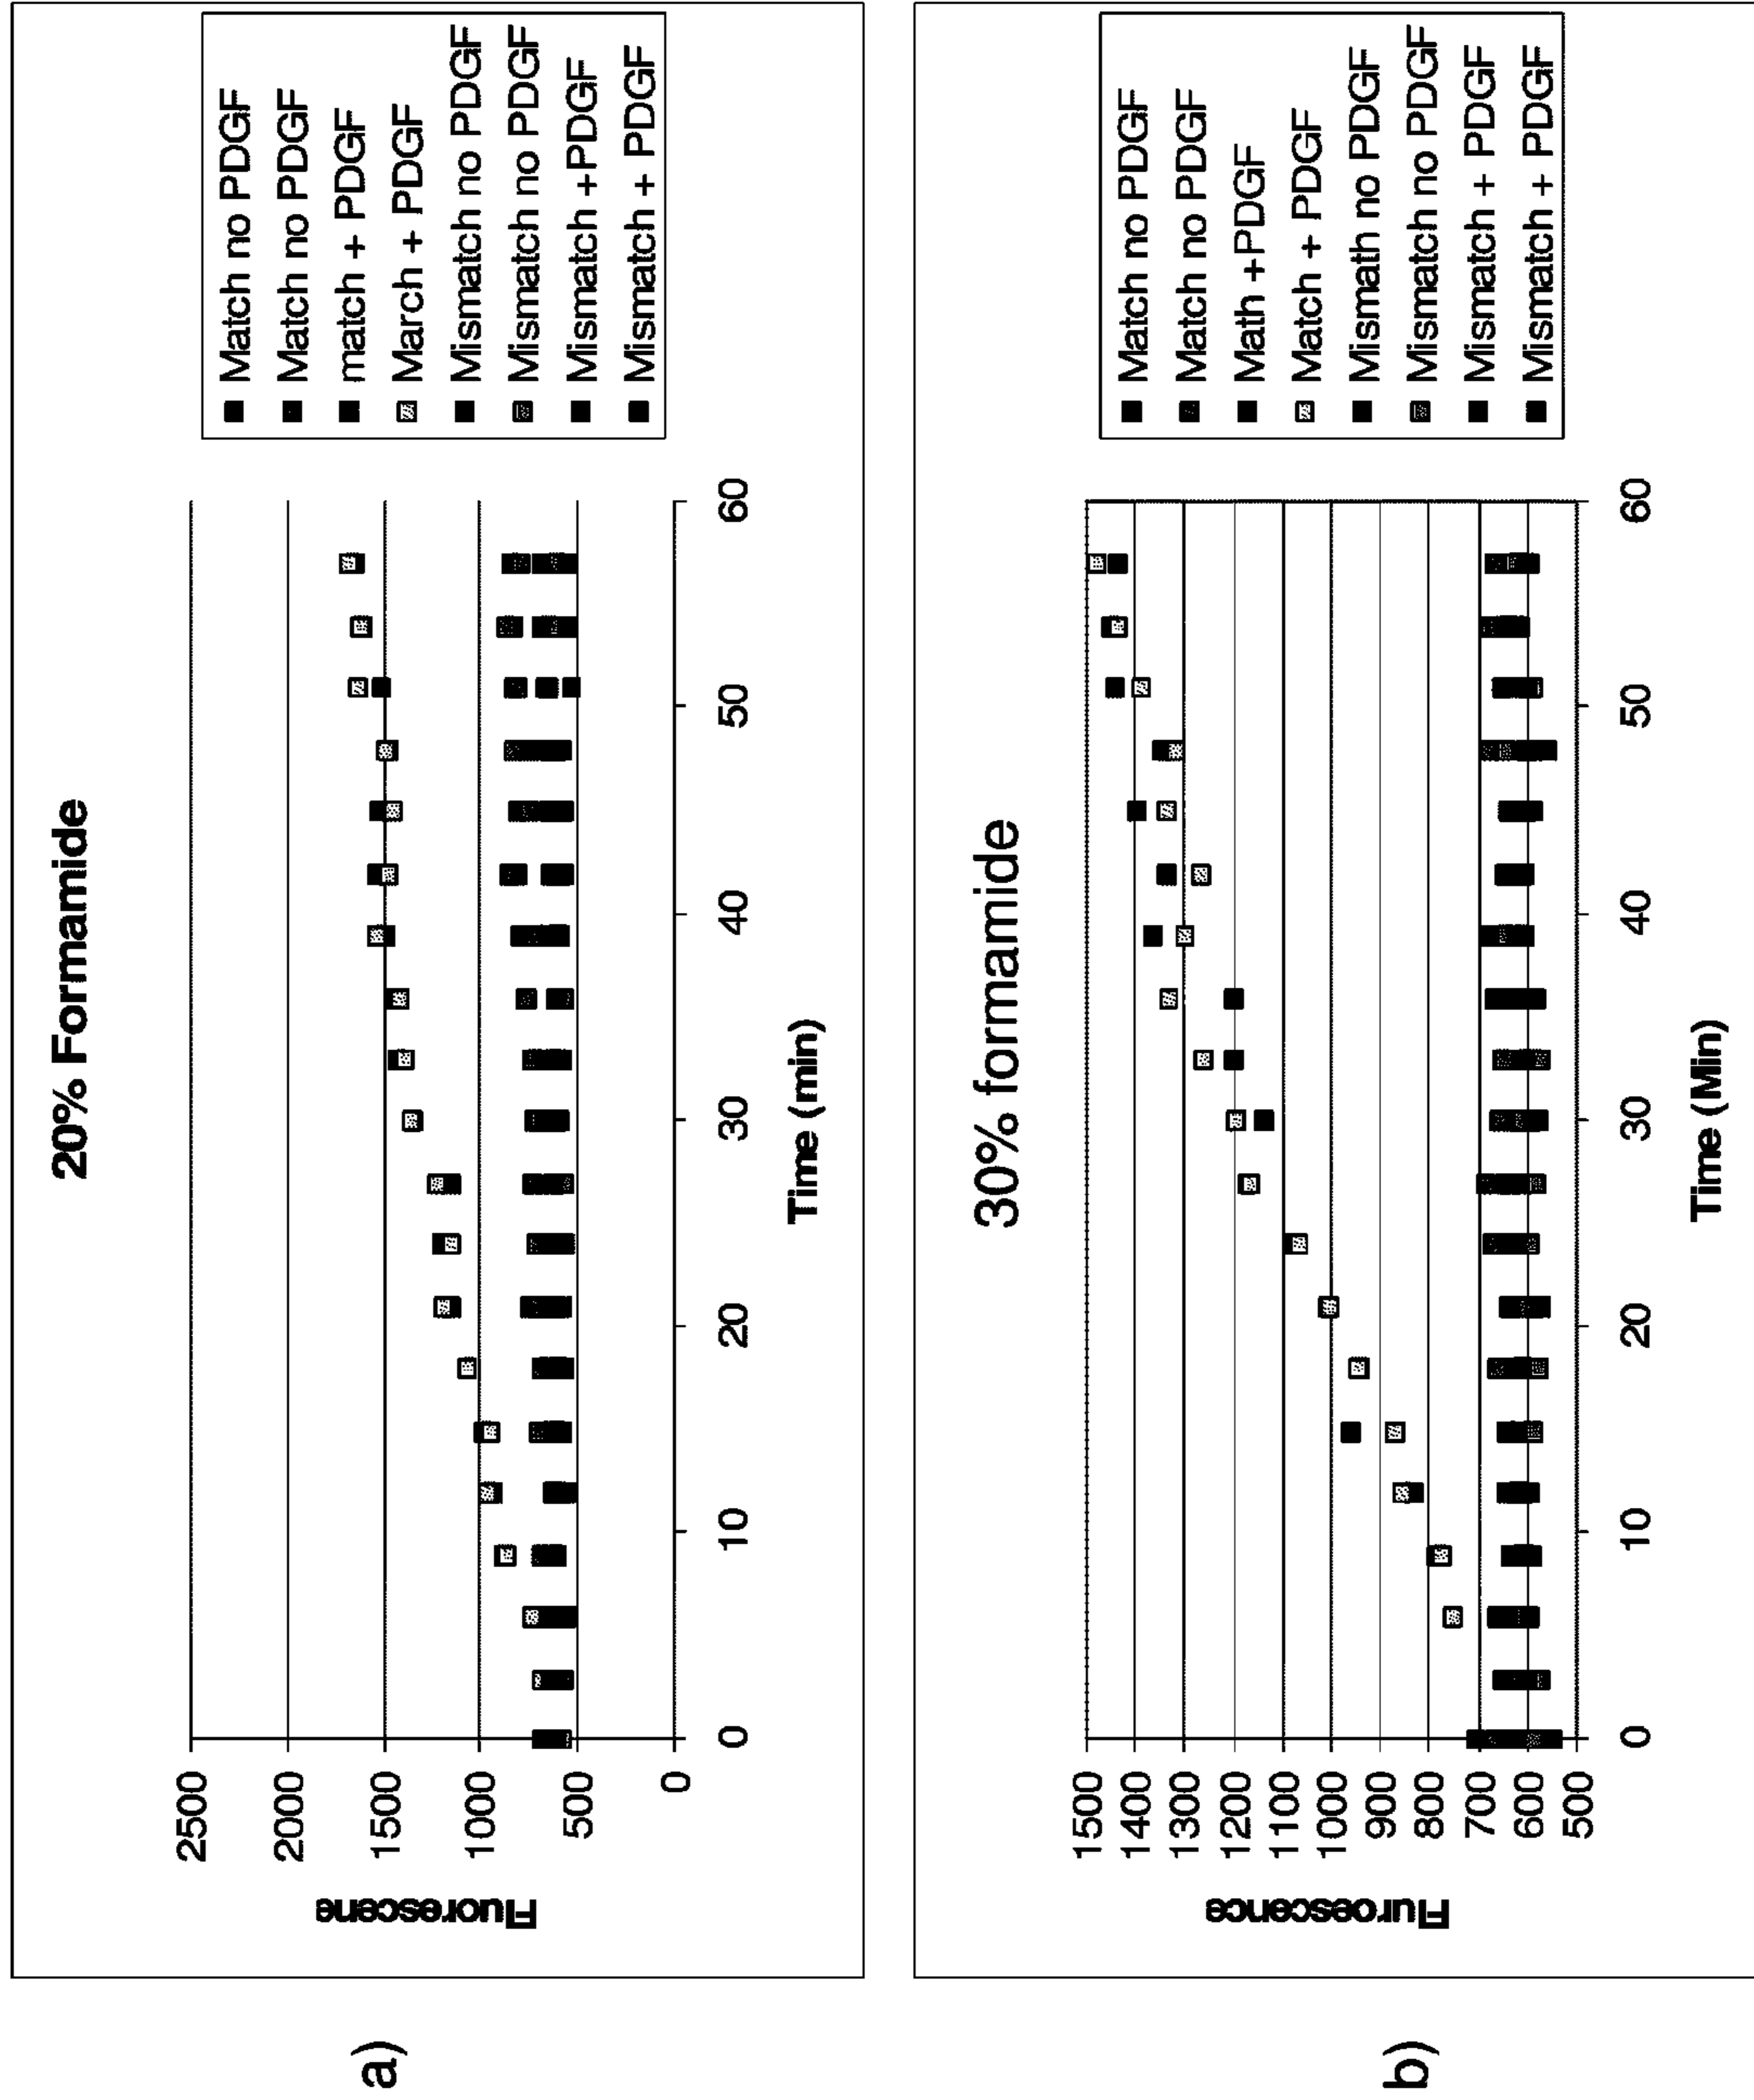 a)
20% Formamide
Fluorescene
2500
2000
1500
1000
500
0
0
10
20
30
40
50
60
Time (min)
Match no PDGF
Match no PDGF
match + PDGF
March + PDGF
Mismatch no PDGF
Mismatch no PDGF
Mismatch +PDGF
Mismatch + PDGF
b)
30% formamide
Fluroescence
1500
1400
1300
1200
1000
900
800
700
600
500
0
10
20
30
40
50
60
Time (Min)
Match no PDGF
Match no PDGF
Math +PDGF
Match + PDGF
Mismath no PDGF
Mismatch no PDGF
Mismatch + PDGF
Mismatch + PDGF